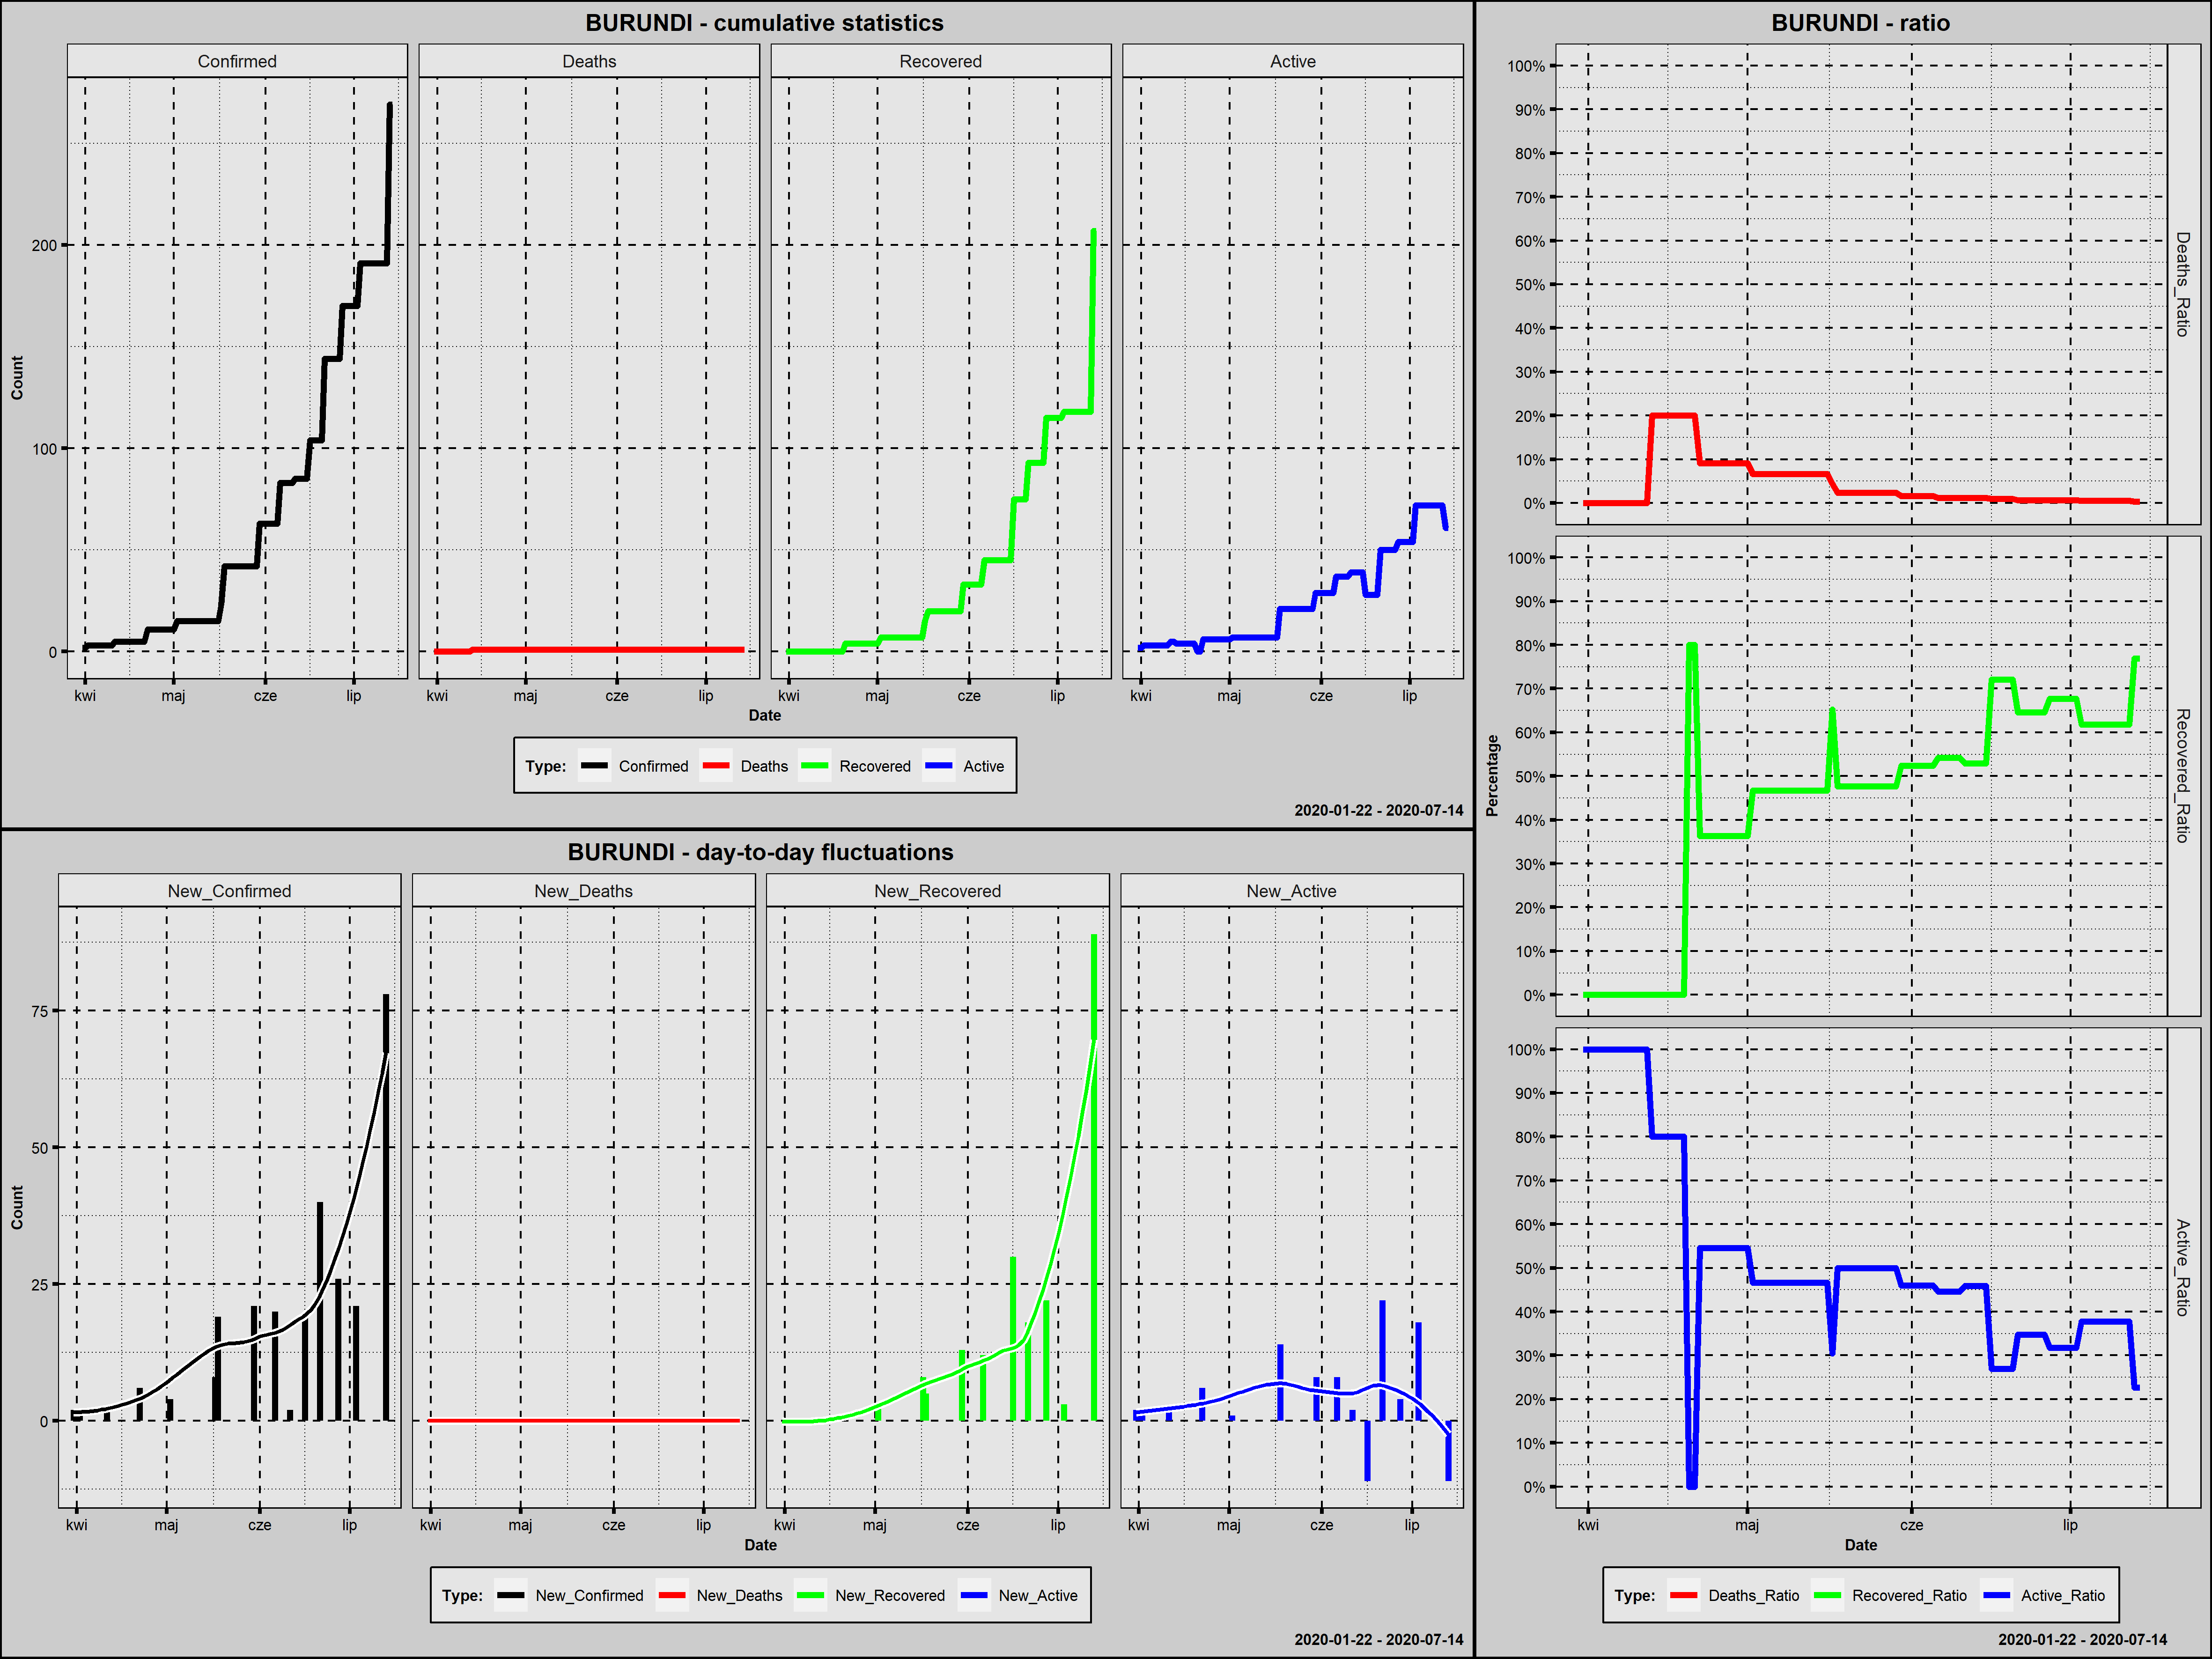 BURUNDI - cumulative statistics
Confirmed Deaths Recovered Active
Count
200
100
0
kwi maj cze lip kwi maj cze lip kwi maj cze lip kwi maj cze lip
Date
Type: Confirmed Deaths Recovered Active
2020-01-22 - 2020-07-14
BURUNDI - day-to-day fluctuations
New_Confirmed New_Deaths New_Recovered New_Active
Count
75
50
25
0
kwi maj cze lip kwi maj cze lip kwi maj cze lip kwi maj cze lip
Date
Type: New_Confirmed New_Deaths New_Recovered New_Active
2020-01-22 - 2020-07-14
BURUNDI - ratio
Percentage
100%
90%
80%
70%
60%
50%
40%
30%
20%
10%
0%
Deaths_Ratio
100%
90%
80%
70%
60%
50%
40%
30%
20%
10%
0%
Recovered_Ratio
100%
90%
80%
70%
60%
50%
40%
30%
20%
10%
0%
Active_Ratio
kwi maj cze lip
Date
Type: Deaths_Ratio Recovered_Ratio Active_Ratio
2020-01-22 - 2020-07-14